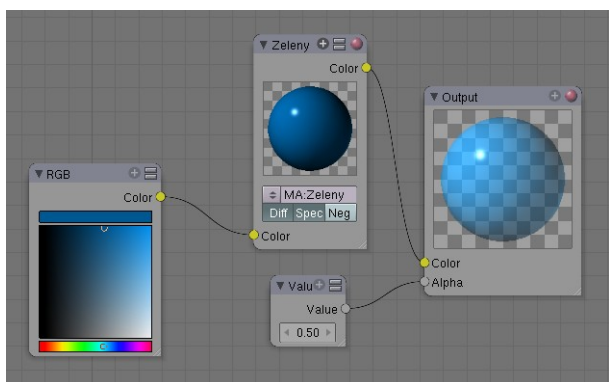 RGB
Color
Zeleny
Color
MA:Zeleny
Diff Spec Neg
Color
Valu
Value
0.50
Output
Color
Alpha